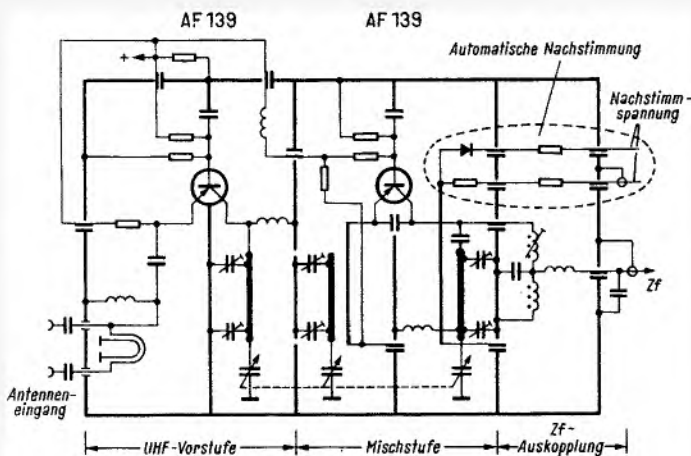 AF 139
AF 139
Automatische Nachstimmung
Nachstimm-
spannung
+
Zf
Antennen-
eingang
UHF-Vorstufe
Mischstufe
Zf-
Auskopplung